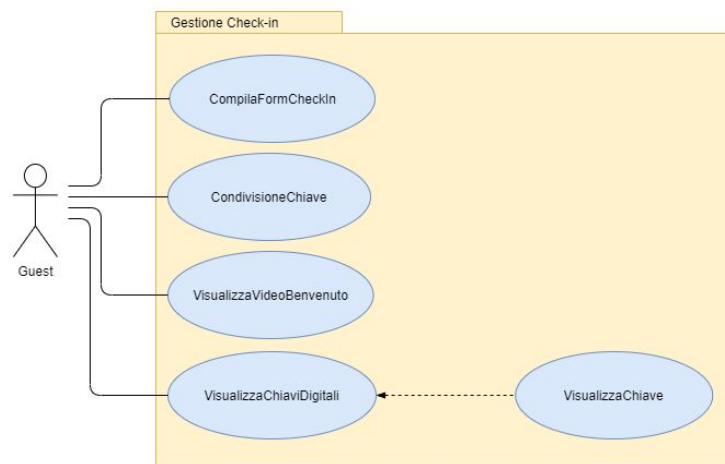 Gestione Check-in
CompilaFormCheckIn
CondivisioneChiave
Guest
VisualizzaVideoBenvenuto
VisualizzaChiaviDigitali
VisualizzaChiave